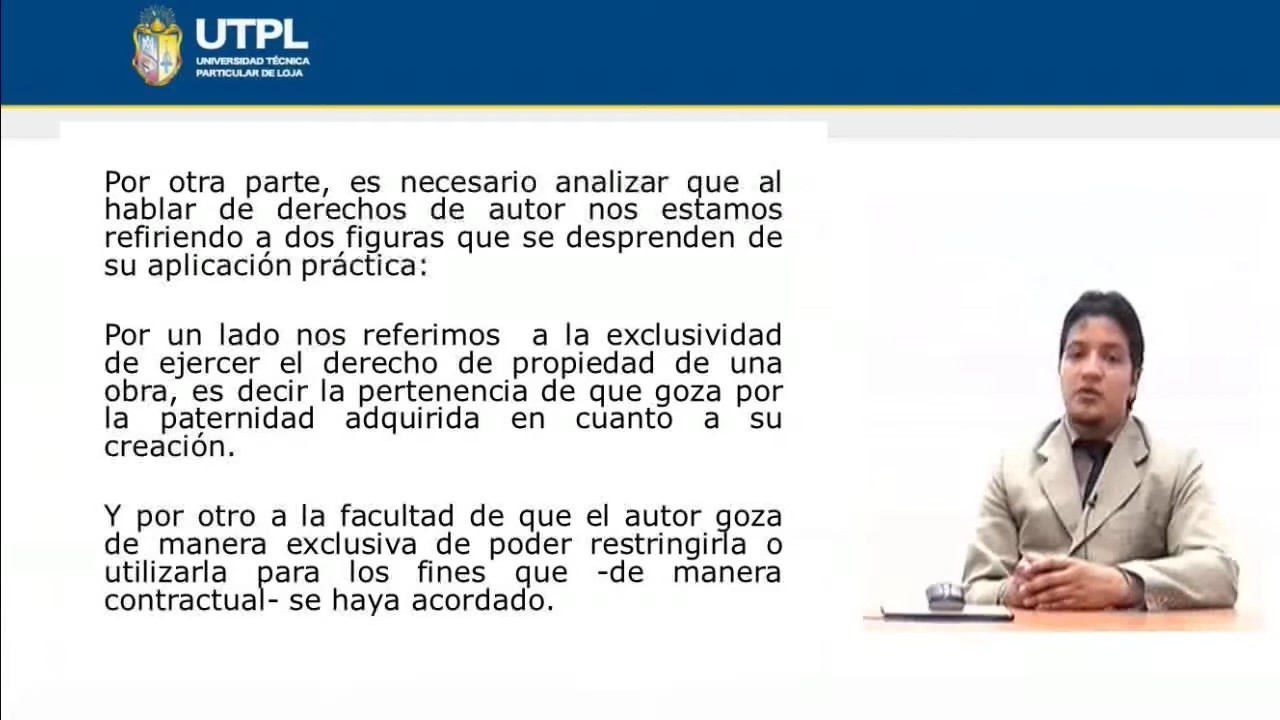 UTPL
UNIVERSIDAD TÉCNICA
PARTICULAR DE LOJA
Por otra parte, es necesario analizar que al
hablar de derechos de autor nos estamos
refiriendo a dos figuras que se desprenden de
su aplicación práctica:
Por un lado nos referimos a la exclusividad
de ejercer el derecho de propiedad de una
obra, es decir la pertenencia de que goza por
la paternidad adquirida en cuanto a su
creación.
Y por otro a la facultad de que el autor goza
de manera exclusiva de poder restringirla o
utilizarla para los fines que -de manera
contractual- se haya acordado.